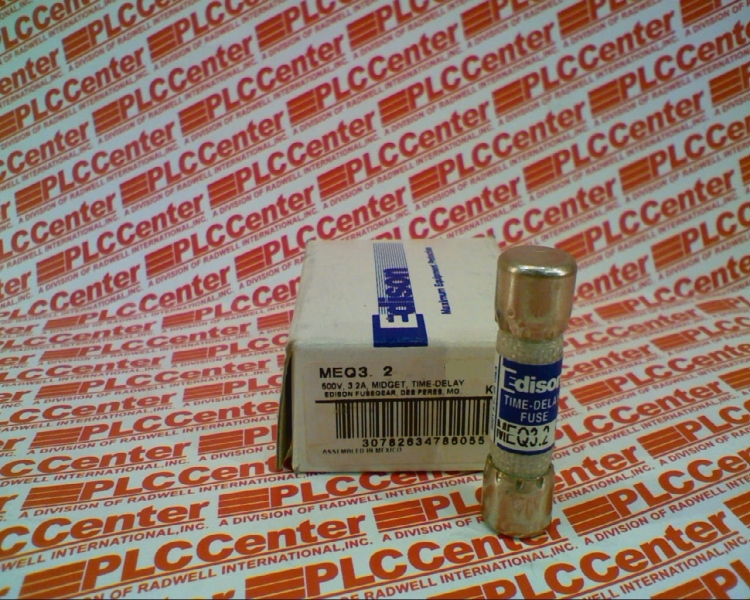 PLCCenter
A DIVISION OF RADWELL INTERNATIONAL, INC.
Edison
Maximum Equipment Protection
MEQ3. 2
500V, 3.2A, MIDGET, TIME-DELAY
EDISON FUSEGEAR, DES PERES, MO
30782634786055
ASSEMBLED IN MEXICO
Edison
TIME-DELAY
FUSE
MEQ3.2